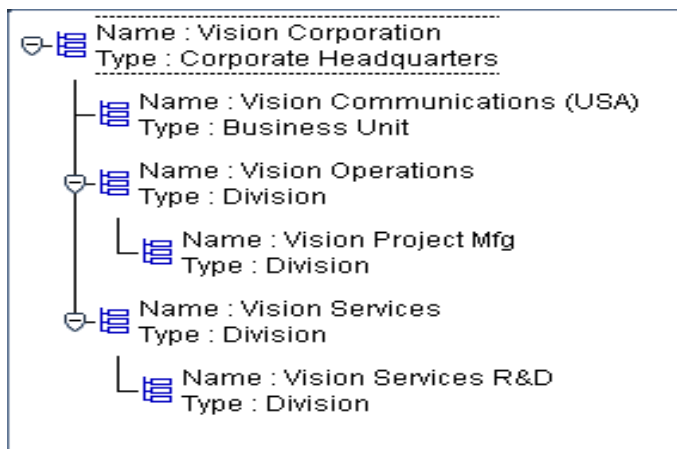 Name : Vision Corporation
Type : Corporate Headquarters
Name : Vision Communications (USA)
Type : Business Unit
Name : Vision Operations
Type : Division
Name : Vision Project Mfg
Type : Division
Name : Vision Services
Type : Division
Name : Vision Services R&D
Type : Division